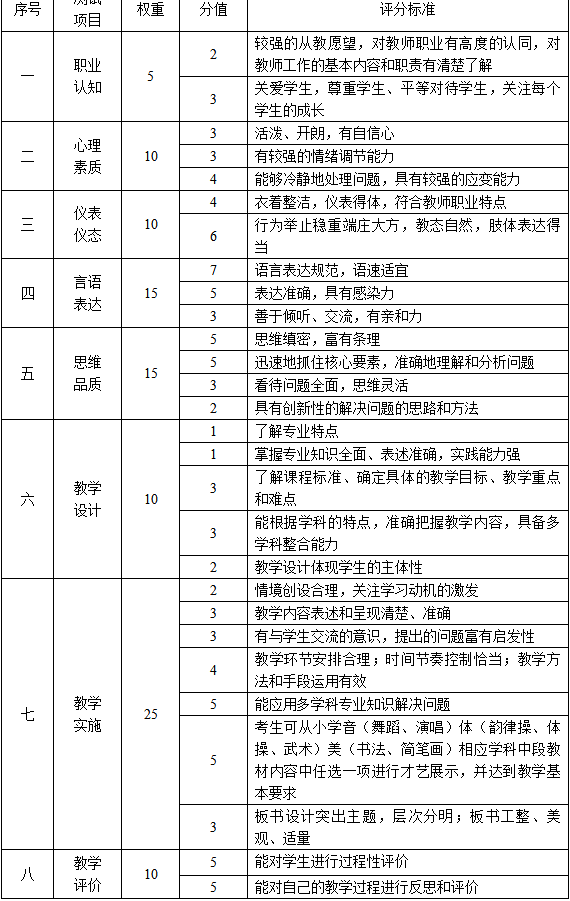 序号 测试项目 权重 分值 评分标准
一 职业认知 5
2 较强的从教愿望，对教师职业有高度的认同，对
教师工作的基本内容和职责有清楚了解
3 关爱学生，尊重学生、平等对待学生，关注每个
学生的成长
二 心理素质 10
3 活泼、开朗，有自信心
3 有较强的情绪调节能力
4 能够冷静地处理问题，具有较强的应变能力
三 仪表仪态 10
4 衣着整洁，仪表得体，符合教师职业特点
6 行为举止稳重端庄大方，教态自然，肢体表达得
当
四 言语表达 15
7 语言表达规范，语速适宜
5 表达准确，具有感染力
3 善于倾听、交流，有亲和力
五 思维品质 15
5 思维缜密，富有条理
5 迅速地抓住核心要素，准确地理解和分析问题
3 看待问题全面，思维灵活
2 具有创新性的解决问题的思路和方法
六 教学设计 10
1 了解专业特点
1 掌握专业知识全面、表述准确，实践能力强
3 了解课程标准、确定具体的教学目标、教学重点
和难点
3 能根据学科的特点，准确把握教学内容，具备多
学科整合能力
2 教学设计体现学生的主体性
七 教学实施 25
2 情境创设合理，关注学习动机的激发
3 教学内容表述和呈现清楚、准确
3 有与学生交流的意识，提出的问题富有启发性
4 教学环节安排合理；时间节奏控制恰当；教学方
法和手段运用有效
5 能应用多学科专业知识解决问题
5 考生可从小学音（舞蹈、演唱）体（韵律操、体
操、武术）美（书法、简笔画）相应学科中段教
材内容中任选一项进行才艺展示，并达到教学基
本要求
3 板书设计突出主题，层次分明；板书工整、美
观、适量
八 教学评价 10
5 能对学生进行过程性评价
5 能对自己的教学过程进行反思和评价